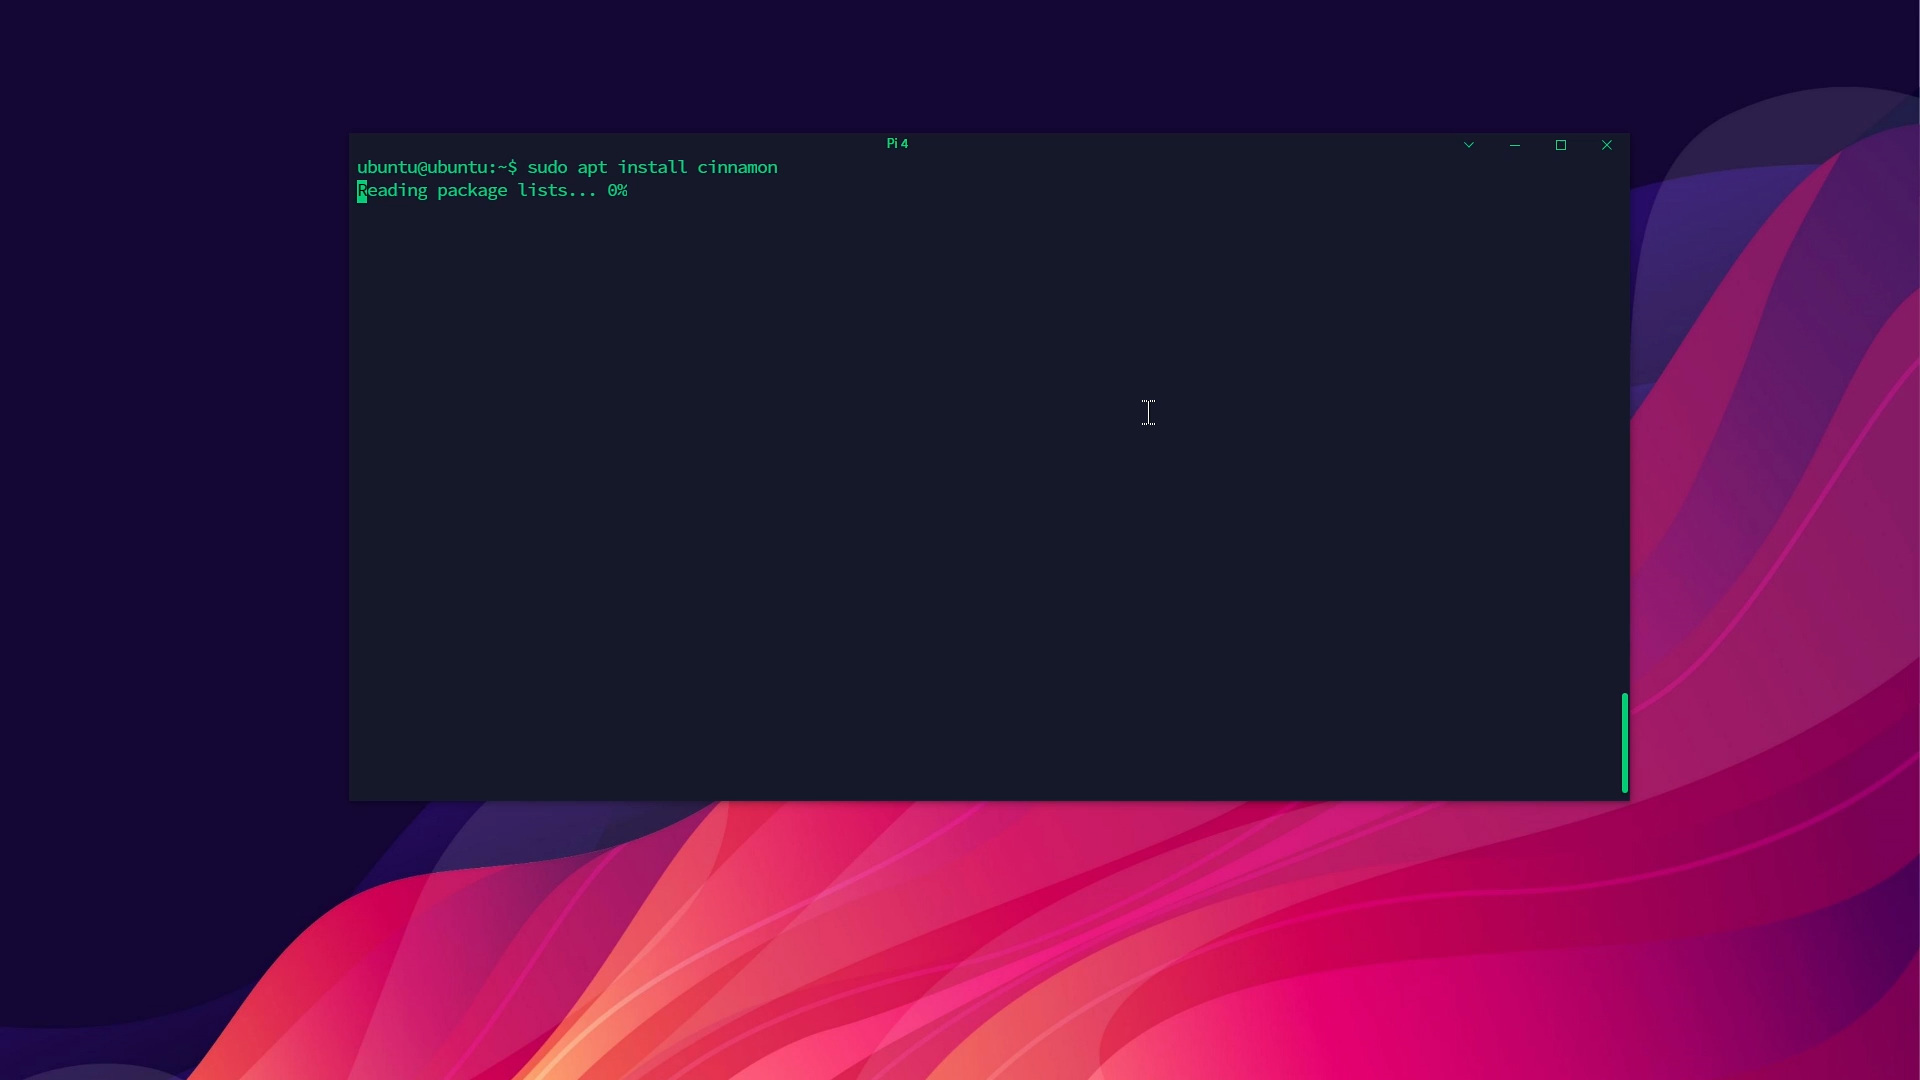 Pi 4
ubuntu@ubuntu:~$ sudo apt install cinnamon
Reading package lists... 0%